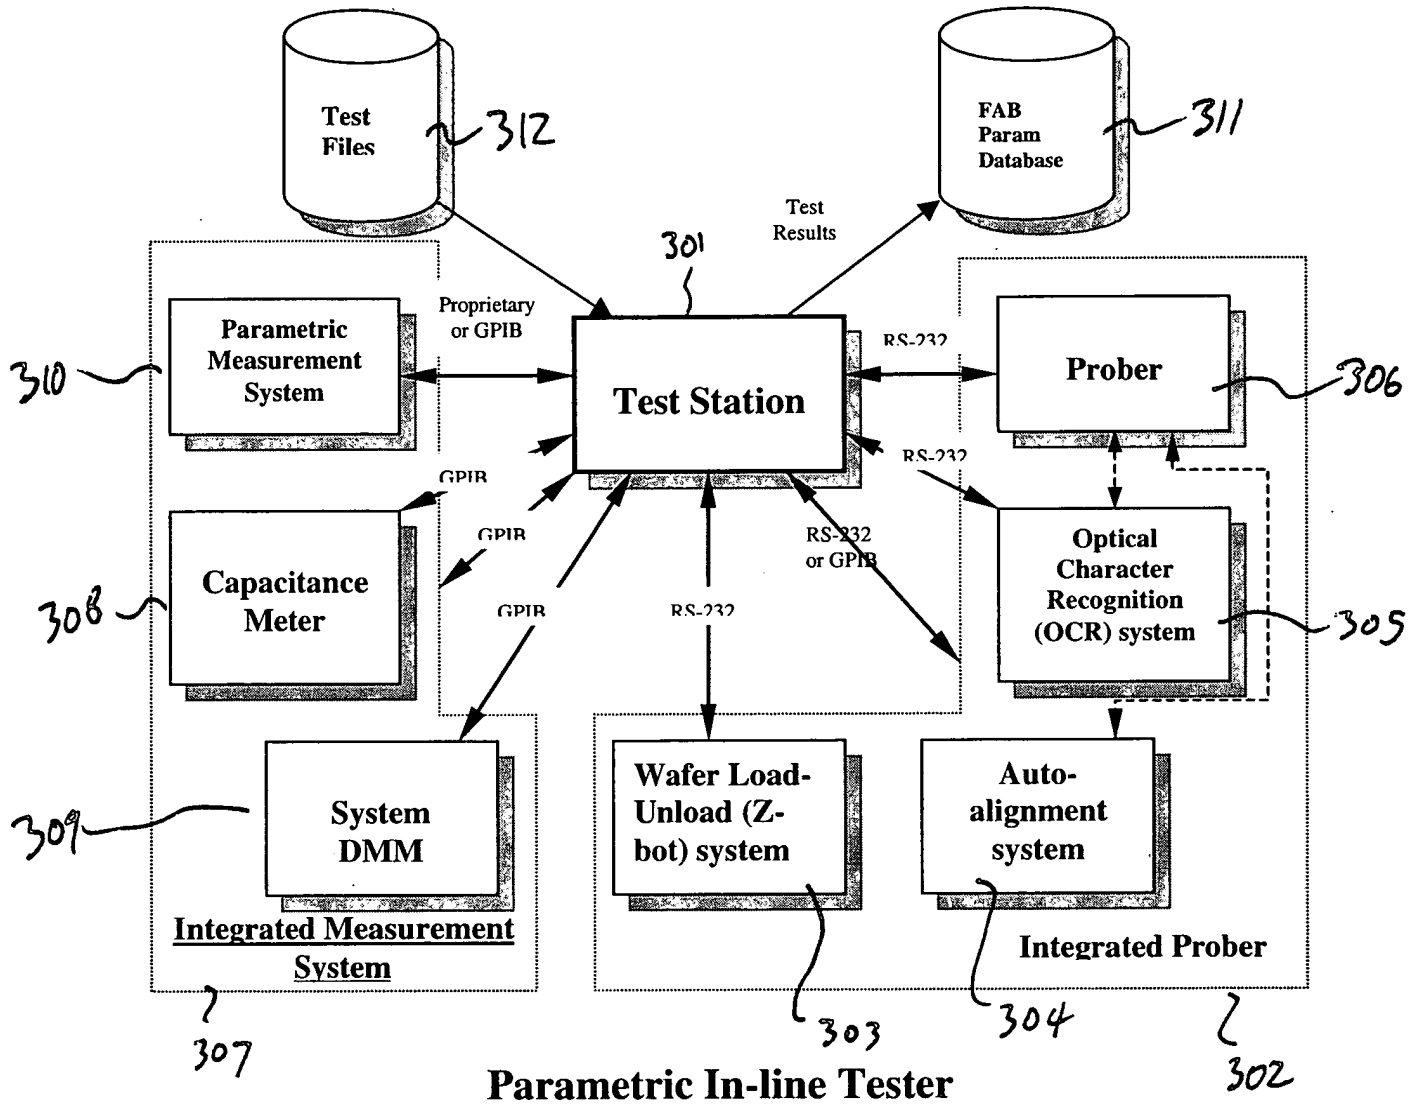 Test
Files
312
FAB
Param
Database
311
Test
Results
301
Proprietary
or GPIB
Parametric
Measurement
System
310
Test Station
RS-232
Prober
306
GPIB
RS-232
Capacitance
Meter
308
GPIB
RS-232
or GPIB
Optical
Character
Recognition
(OCR) system
305
GPIB
RS-232
System
DMM
309
Wafer Load-
Unload (Z-
bot) system
Auto-
alignment
system
Integrated Measurement
System
Integrated Prober
307
303
304
302
Parametric In-line Tester